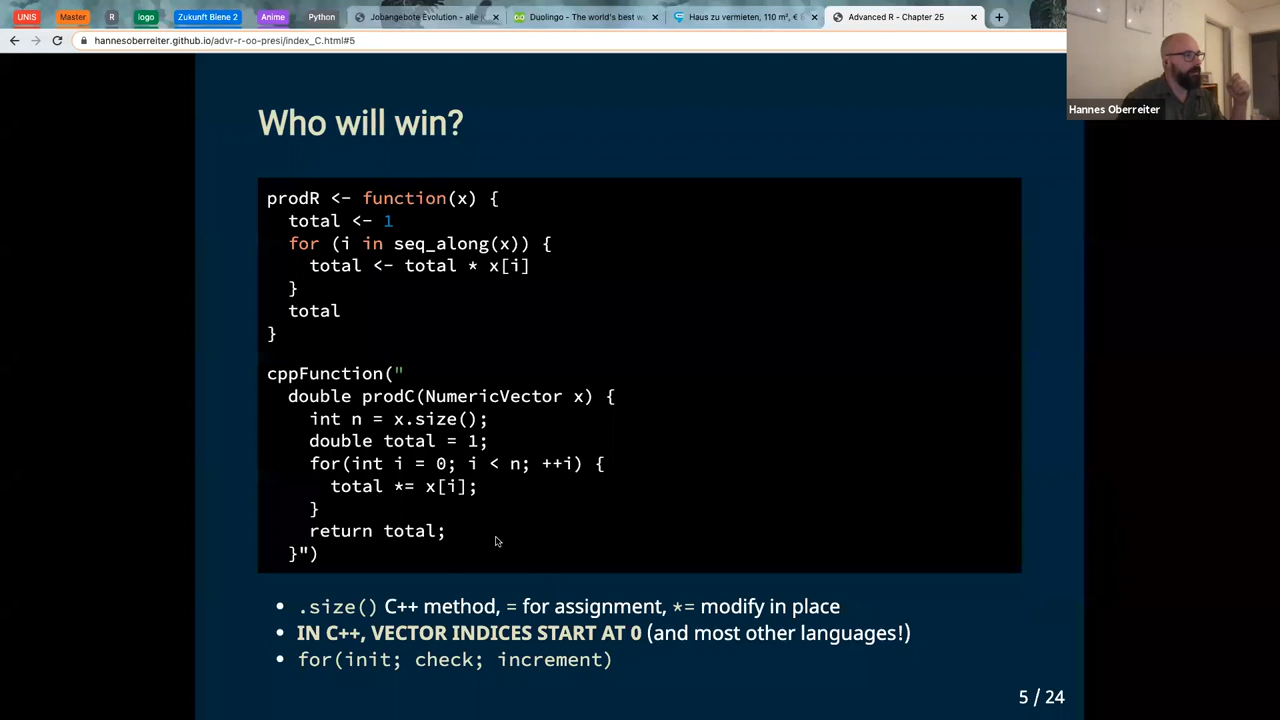 UNIS Master R logo Zukunft Biene 2 Anime Python Jobangebote Evolution - alle Duolingo - The world's best w Haus zu vermieten, 110 m², € Advanced R - Chapter 25
hannesoberreiter.github.io/advr-r-oo-presi/index_C.html#5
Hannes Oberreiter
Who will win?
prodR <- function(x) {
  total <- 1
  for (i in seq_along(x)) {
    total <- total * x[i]
  }
  total
}
cppFunction("
  double prodC(NumericVector x) {
    int n = x.size();
    double total = 1;
    for(int i = 0; i < n; ++i) {
      total *= x[i];
    }
    return total;
  }")
• .size() C++ method, = for assignment, *= modify in place
• IN C++, VECTOR INDICES START AT 0 (and most other languages!)
• for(init; check; increment)
5 / 24